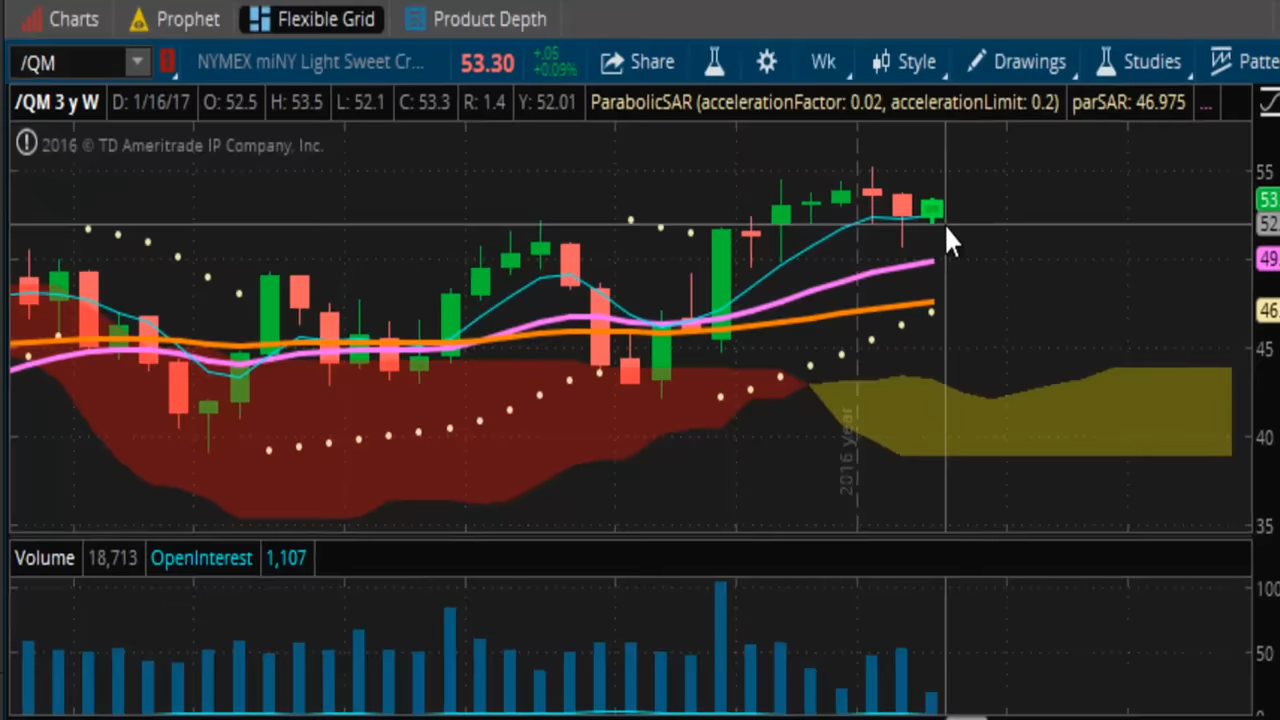 Charts Prophet Flexible Grid Product Depth
/QM NYMEX miNY Light Sweet Cr... 53.30 +.05 +0.09% Share Wk Style Drawings Studies Patte
/QM 3 y W D: 1/16/17 O: 52.5 H: 53.5 L: 52.1 C: 53.3 R: 1.4 Y: 52.01 ParabolicSAR (accelerationFactor: 0.02, accelerationLimit: 0.2) parSAR: 46.975 ...
2016 © TD Ameritrade IP Company, Inc.
55
53
52
49
46
45
40
35
2016 year
Volume 18,713 OpenInterest 1,107
100
50
0